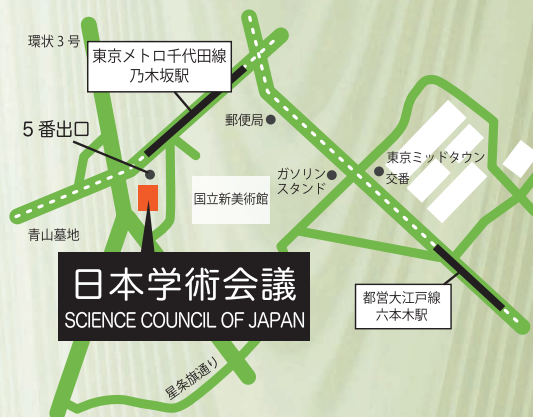 環状3号
東京メトロ千代田線
乃木坂駅
5番出口
郵便局
ガソリン
スタンド
東京ミッドタウン
交番
国立新美術館
青山墓地
日本学術会議
SCIENCE COUNCIL OF JAPAN
都営大江戸線
六本木駅
星条旗通り